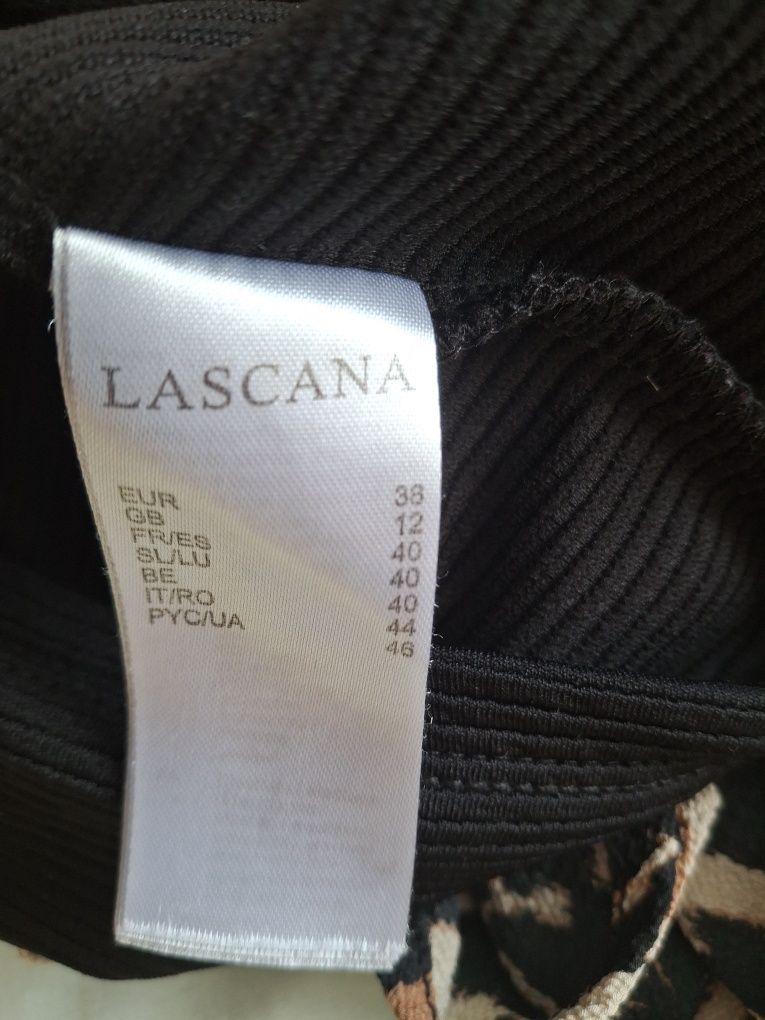 LASCANA
EUR 38
GB 12
FR/ES 40
SL/LU 40
BE 40
IT/RO 44
PYC/UA 46